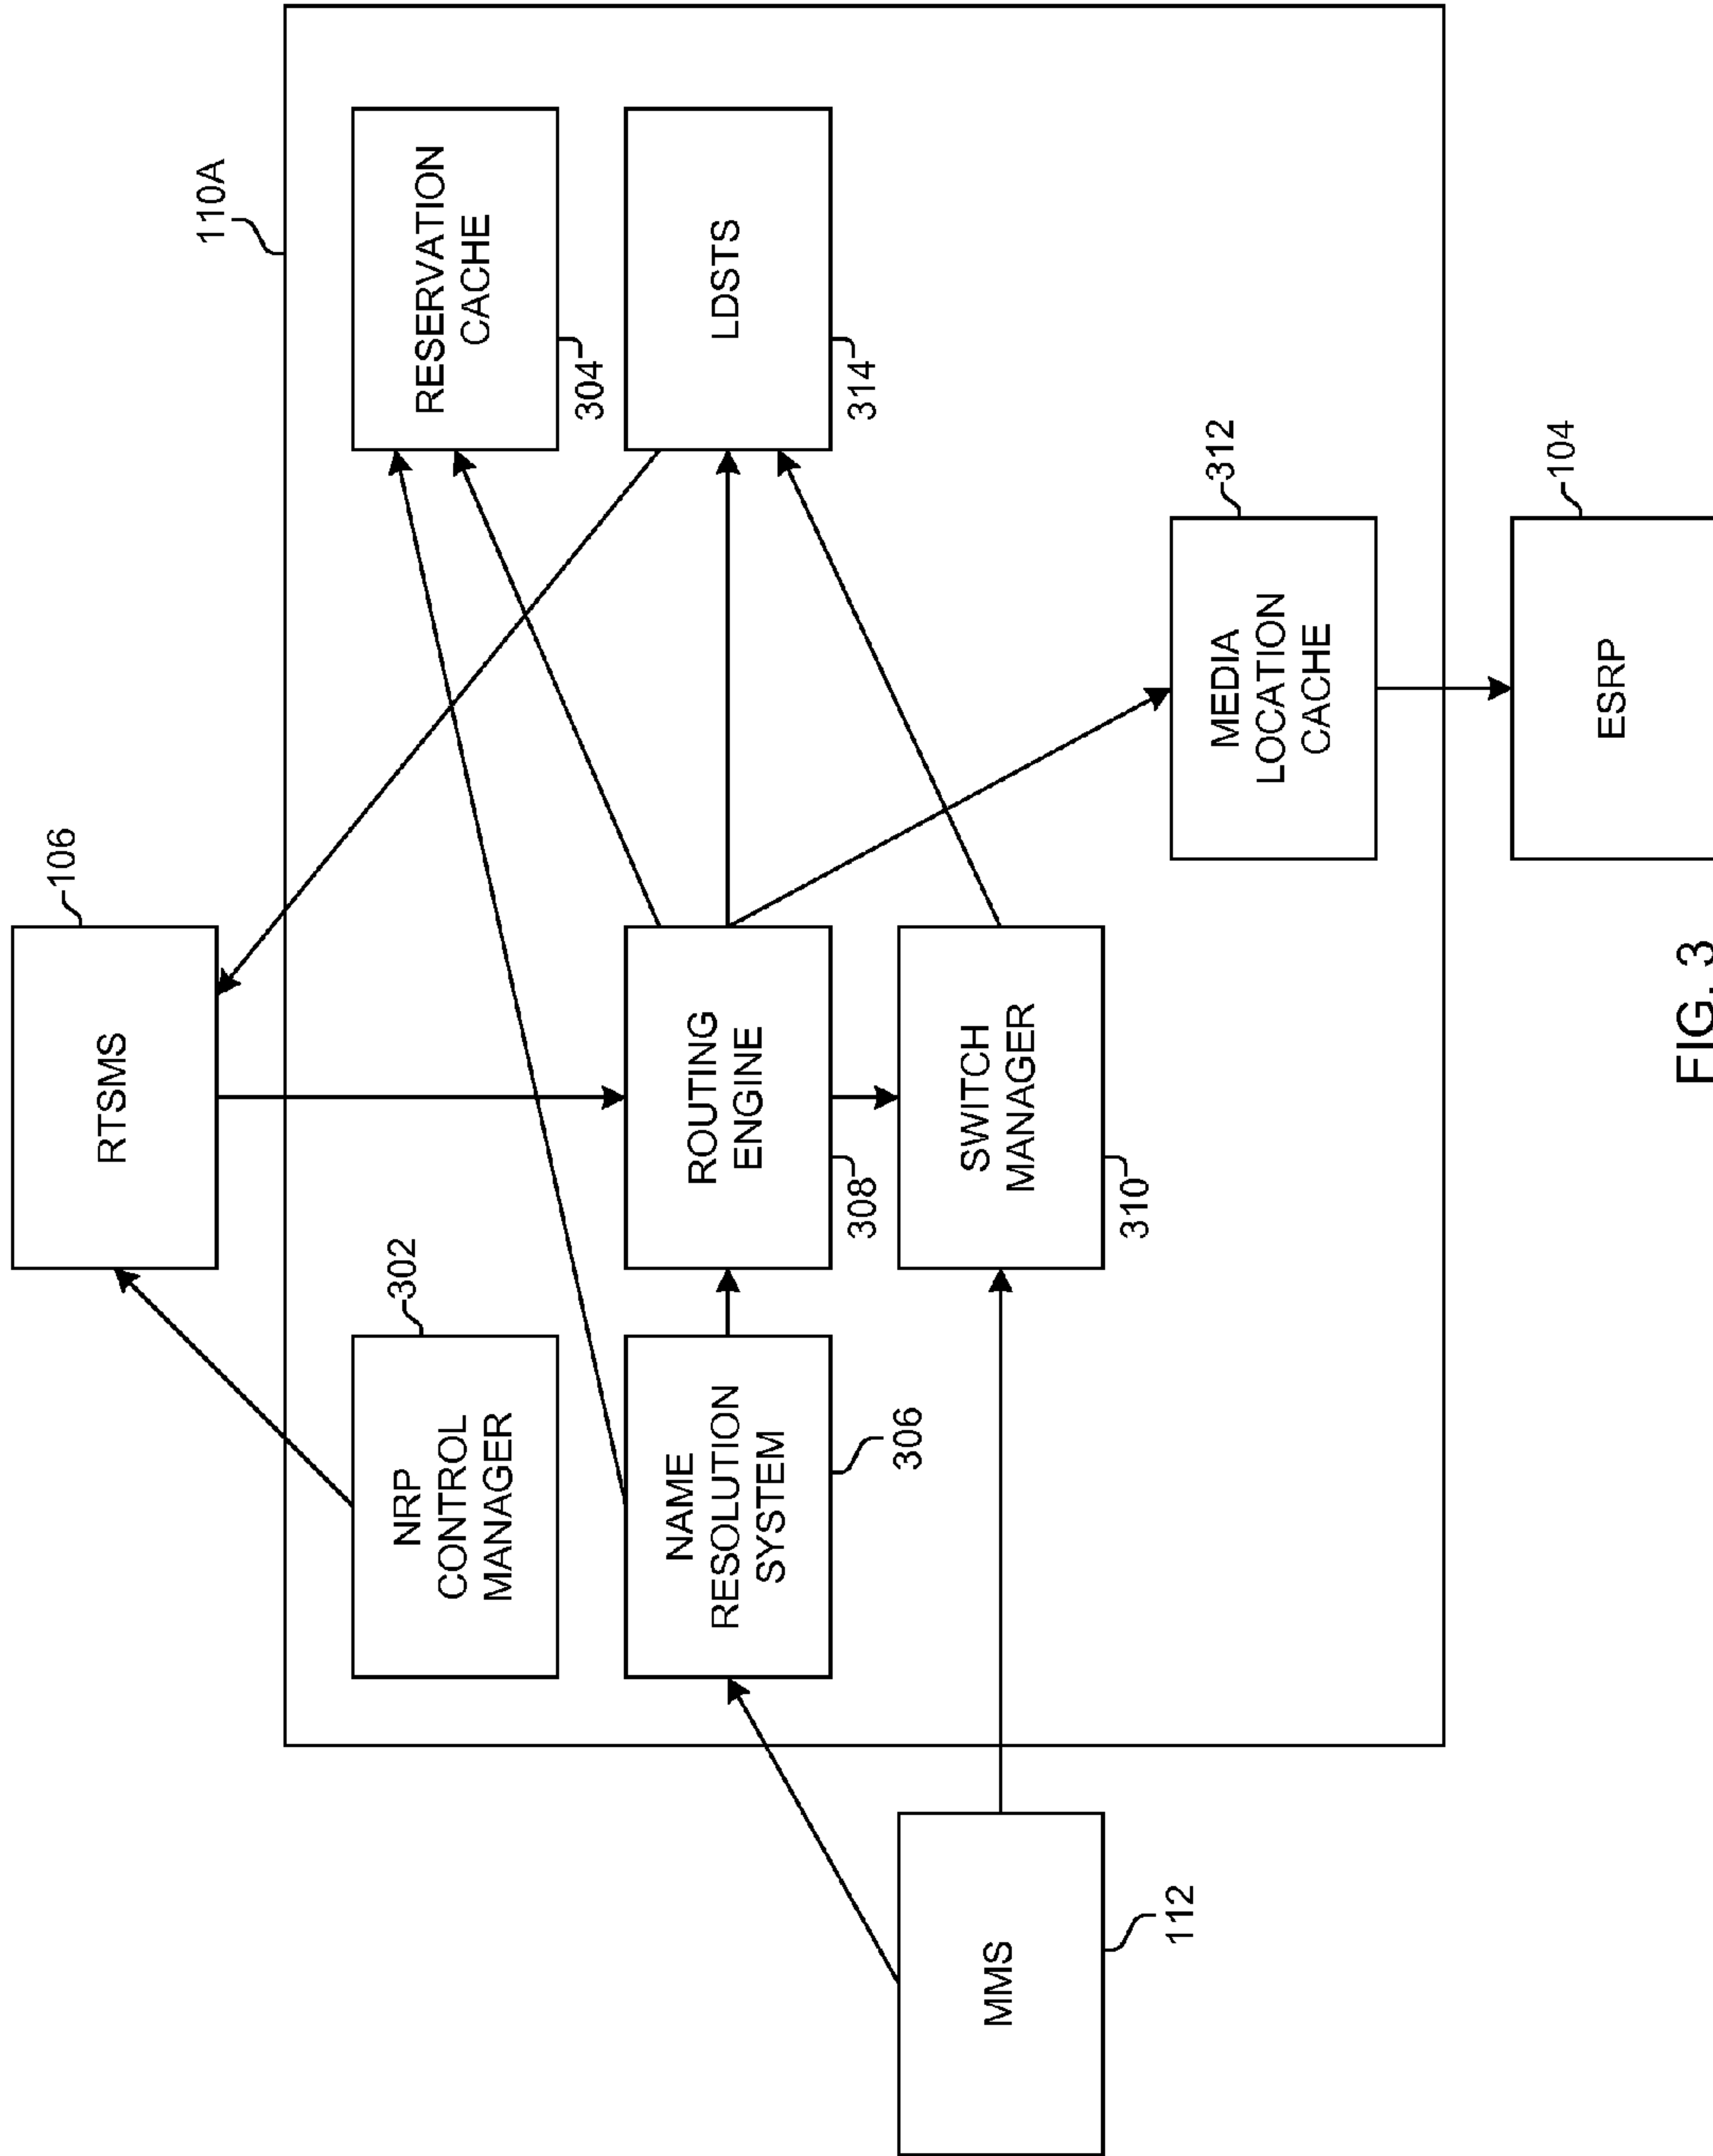 RTSMS
106
110A
NRP
CONTROL
MANAGER
302
RESERVATION
CACHE
304
NAME
RESOLUTION
SYSTEM
306
ROUTING
ENGINE
308
LDSTS
314
MMS
112
SWITCH
MANAGER
310
MEDIA
LOCATION
CACHE
312
ESRP
104
FIG. 3